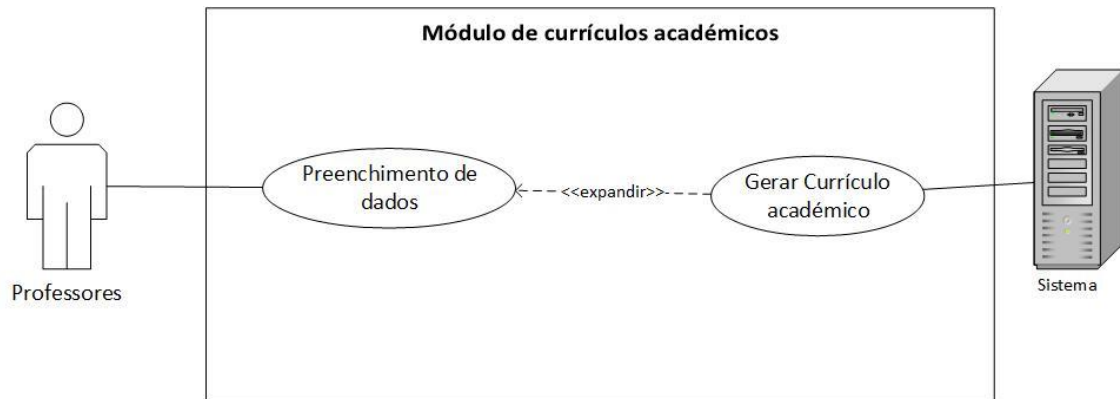 Módulo de currículos académicos
Preenchimento de
dados
<<expandir>>
Gerar Currículo
académico
Professores
Sistema